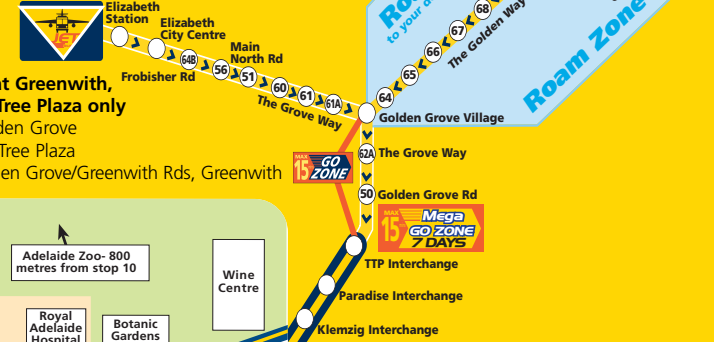 JET
Elizabeth
Station
Elizabeth
City Centre
64B
Frobisher Rd
56
Main
North Rd
51
60
61
61A
The Grove Way
Golden Grove Village
64
65
66
67
68
The Golden Way
to your
Roam Zone
at Greenwith,
Tree Plaza only
den Grove
Tree Plaza
en Grove/Greenwith Rds, Greenwith
MAX
15
GO
ZONE
62A
The Grove Way
50
Golden Grove Rd
MAX
15
Mega
GO ZONE
7 DAYS
TTP Interchange
Paradise Interchange
Klemzig Interchange
Adelaide Zoo- 800
metres from stop 10
Wine
Centre
Royal
Adelaide
Hospital
Botanic
Gardens